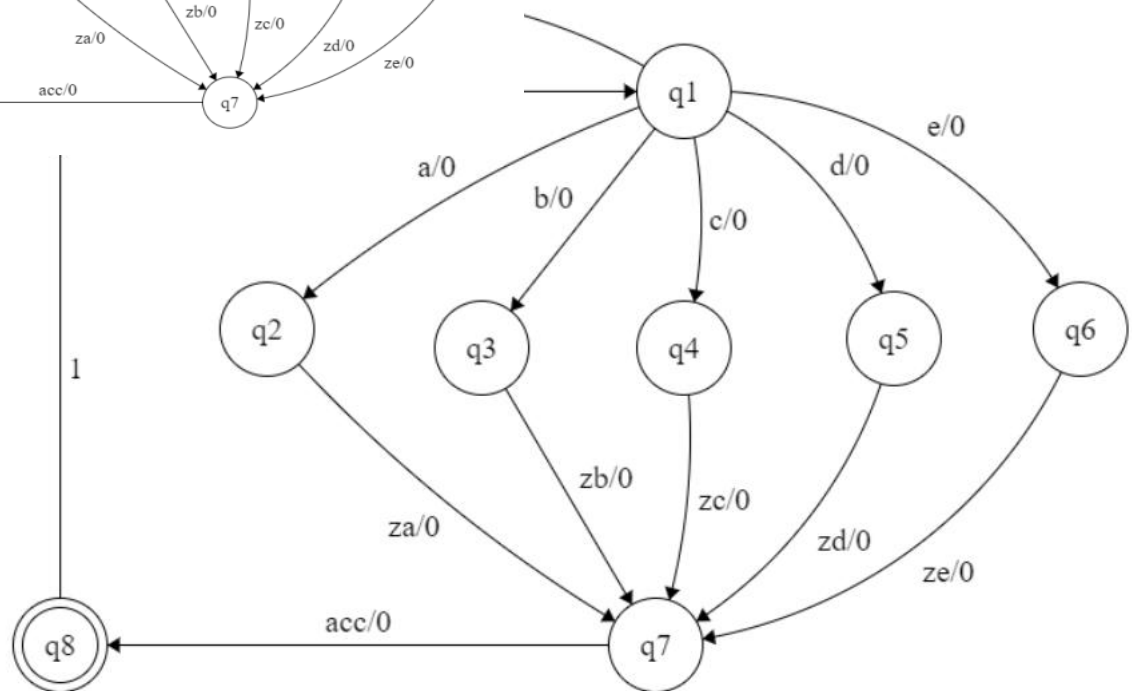 zb/0
zc/0
za/0
zd/0
ze/0
acc/0
q7
q1
e/0
a/0
d/0
b/0
c/0
q2
q3
q4
q5
q6
1
zb/0
zc/0
za/0
zd/0
ze/0
acc/0
q8
q7